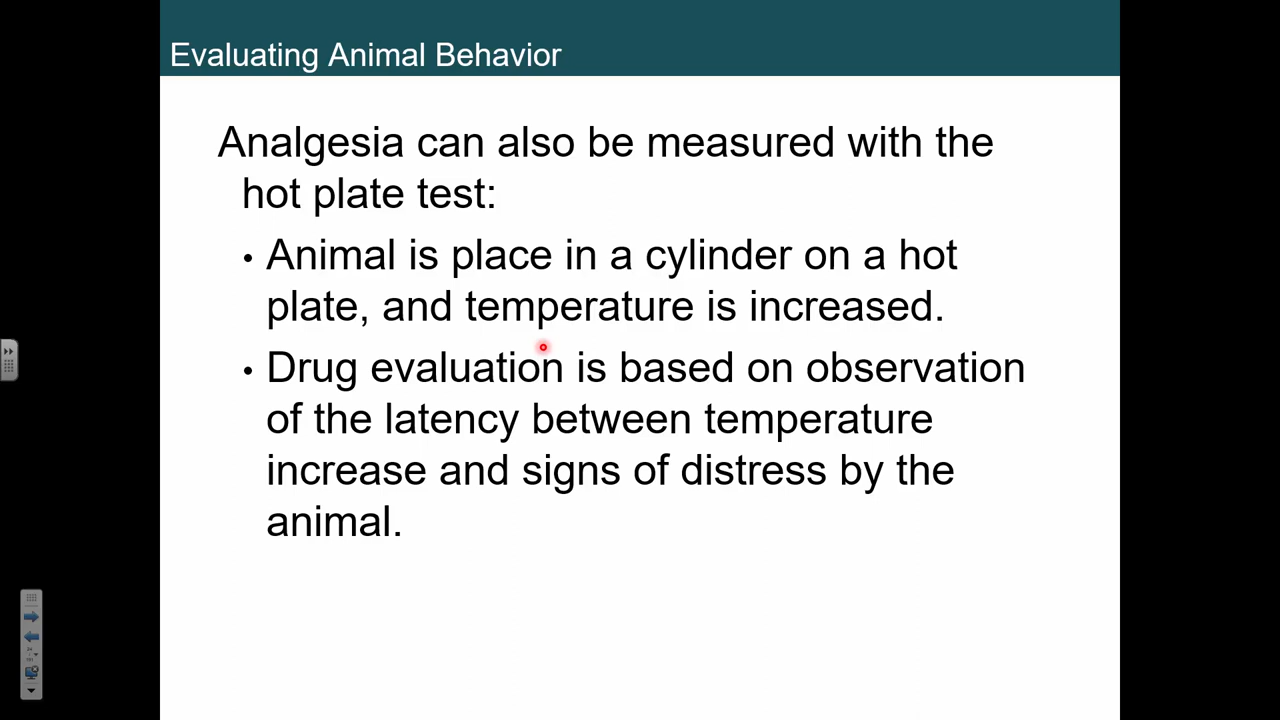 Evaluating Animal Behavior
Analgesia can also be measured with the
hot plate test:
• Animal is place in a cylinder on a hot
plate, and temperature is increased.
• Drug evaluation is based on observation
of the latency between temperature
increase and signs of distress by the
animal.